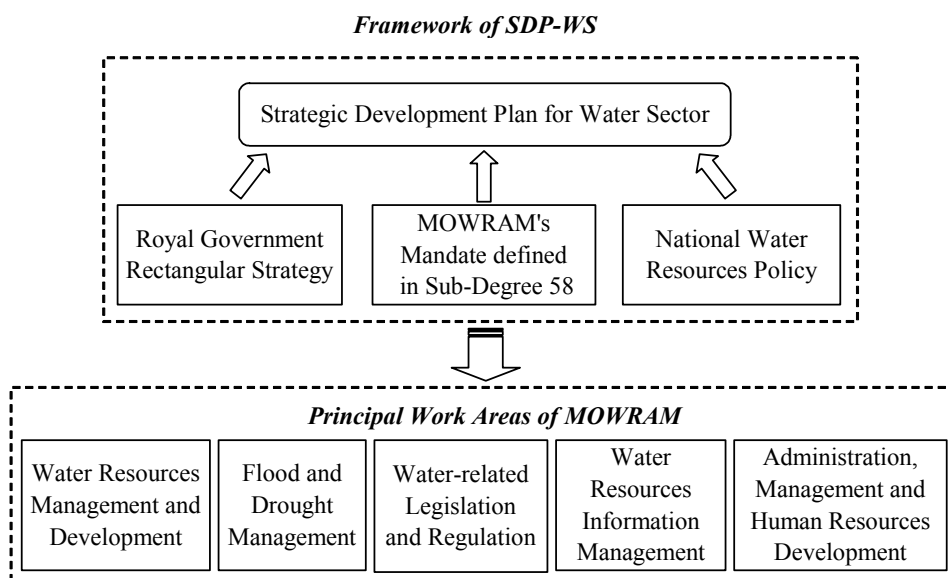 Framework of SDP-WS
Strategic Development Plan for Water Sector
Royal Government
Rectangular Strategy
MOWRAM's
Mandate defined
in Sub-Degree 58
National Water
Resources Policy
Principal Work Areas of MOWRAM
Water Resources
Management and
Development
Flood and
Drought
Management
Water-related
Legislation
and Regulation
Water
Resources
Information
Management
Administration,
Management and
Human Resources
Development